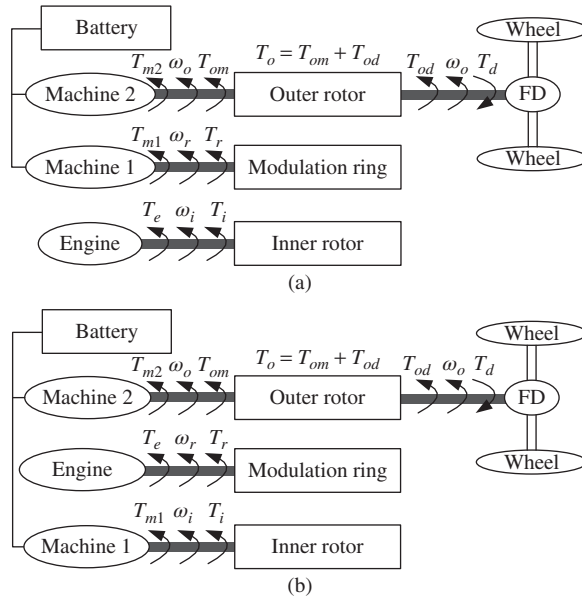 Battery
Wheel
T_{m2} ω_o T_{om}
T_o = T_{om} + T_{od}
T_{od} ω_o T_d
Machine 2
Outer rotor
FD
T_{m1} ω_r T_r
Wheel
Machine 1
Modulation ring
T_e ω_i T_i
Engine
Inner rotor
(a)
Battery
Wheel
T_{m2} ω_o T_{om}
T_o = T_{om} + T_{od}
T_{od} ω_o T_d
Machine 2
Outer rotor
FD
T_e ω_r T_r
Engine
Modulation ring
Wheel
T_{m1} ω_i T_i
Machine 1
Inner rotor
(b)